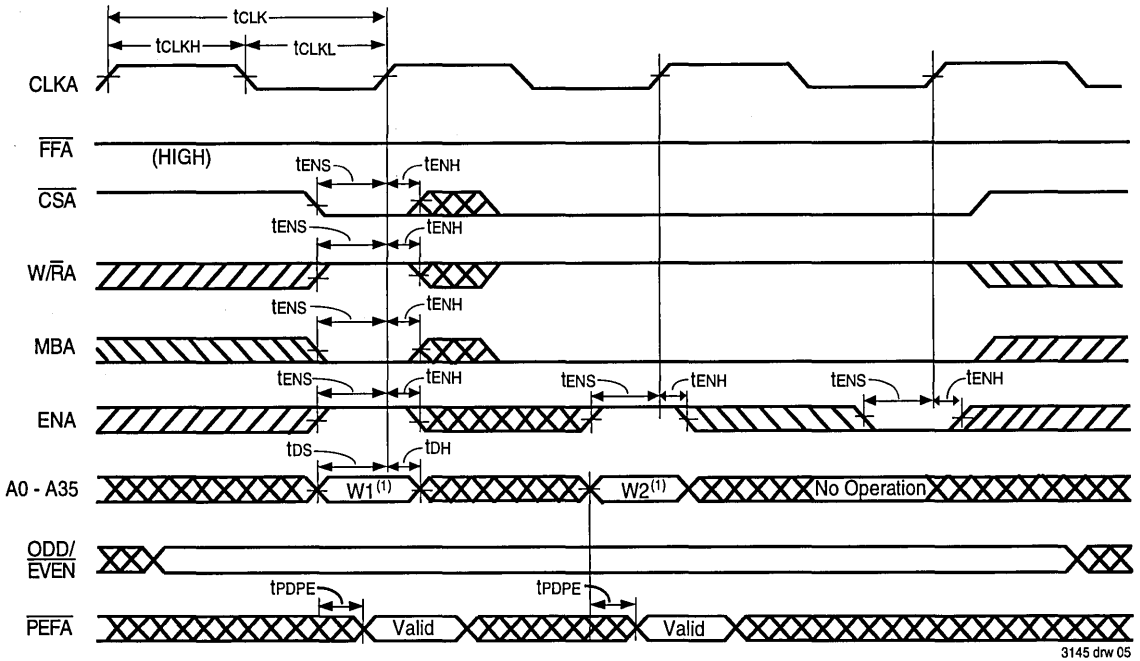 tCLK
tCLKH
tCLKL
CLKA
FFA
(HIGH)
tENS
tENH
CSA
tENS
tENH
W/RA
tENS
tENH
MBA
tENS
tENH
tENS
tENH
tENS
tENH
ENA
tDS
tDH
A0 - A35
W1(1)
W2(1)
No Operation
ODD/
EVEN
tPDPE
tPDPE
PEFA
Valid
Valid
3145 drw 05